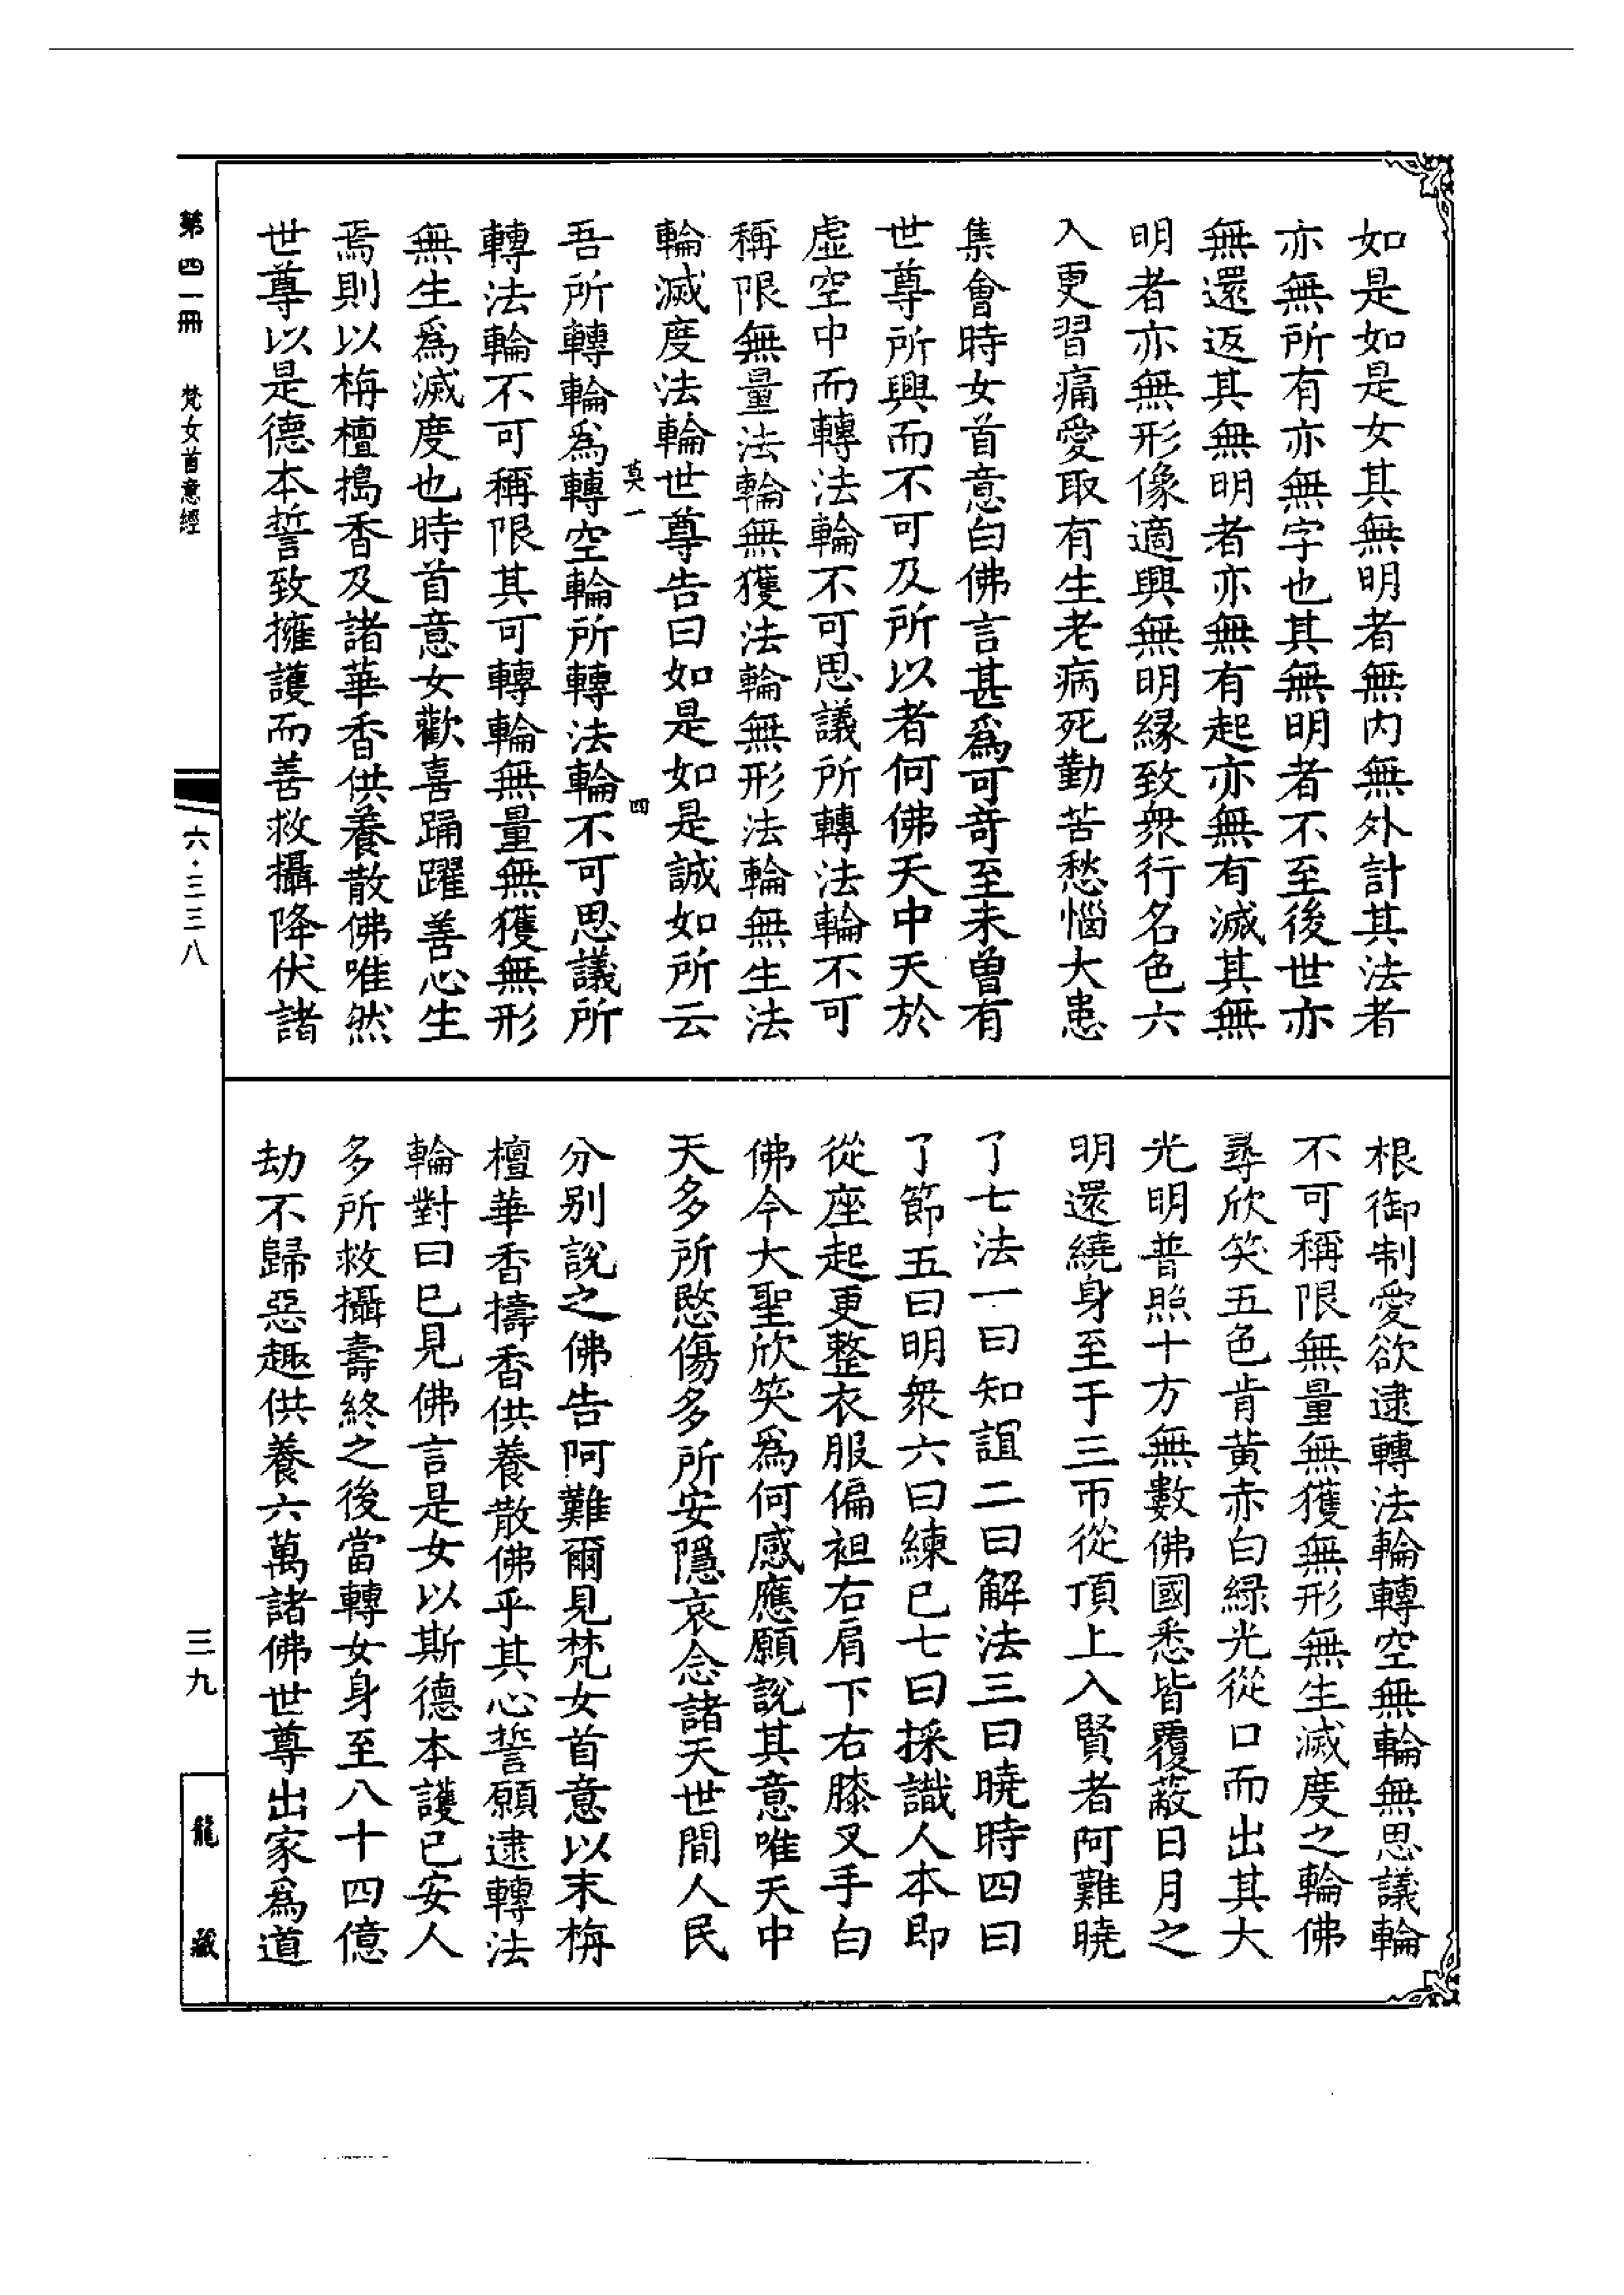 如是如是女其無明者無內無外計其法者
亦無所有亦無字也其無明者不至後世亦
無還返其無明者亦無有起亦無有滅其無
明者亦無形像適興無明緣致衆行名色六
入更習痛愛取有生老病死勤苦愁惱大患
集會時女首意白佛言甚爲可奇至未曾有
世尊所興而不可及所以者何佛天中天於
虛空中而轉法輪不可思議所轉法輪不可
稱限無量法輪無獲法輪無形法輪無生法
輪滅度法輪世尊告曰如是如是誠如所云
莫一
四
吾所轉輪爲轉空輪所轉法輪不可思議所
轉法輪不可稱限其可轉輪無量無獲無形
無生爲滅度也時首意女歡喜踊躍善心生
焉則以栴檀搗香及諸華香供養散佛唯然
世尊以是德本誓致擁護而善救攝降伏諸
根御制愛欲逮轉法輪轉空無輪無思議輪
不可稱限無量無獲無形無生滅度之輪佛
尋欣笑五色肯黃赤白綠光從口而出其大
光明普照十方無數佛國悉皆覆蔽日月之
明還繞身至于三帀從頂上入賢者阿難曉
了七法一曰知誼二曰解法三曰曉時四曰
了節五曰明衆六曰練已七曰採識人本即
從座起更整衣服偏袒右肩下右膝叉手白
佛今大聖欣笑爲何感應願說其意唯天中
天多所愍傷多所安隱哀念諸天世間人民
分別說之佛告阿難爾見梵女首意以末栴
檀華香擣香供養散佛乎其心誓願逮轉法
輪對曰已見佛言是女以斯德本護已安人
多所救攝壽終之後當轉女身至八十四億
劫不歸惡趣供養六萬諸佛世尊出家爲道
第四一冊
梵女首意經
六·三三八
三九
龍藏